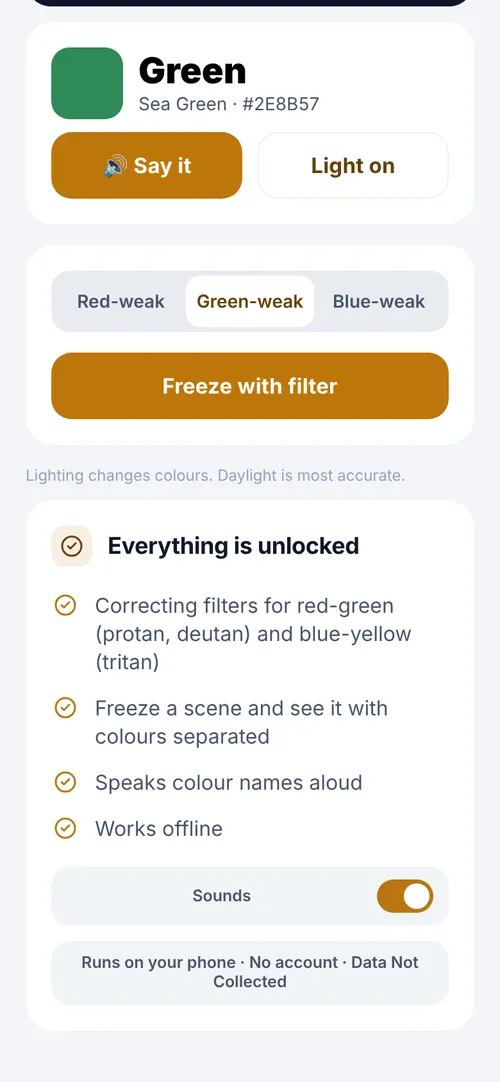 Green
Sea Green · #2E8B57
🔊 Say it
Light on
Red-weak
Green-weak
Blue-weak
Freeze with filter
Lighting changes colours. Daylight is most accurate.
Everything is unlocked
Correcting filters for red-green
(protan, deutan) and blue-yellow
(tritan)
Freeze a scene and see it with
colours separated
Speaks colour names aloud
Works offline
Sounds
Runs on your phone · No account · Data Not
Collected